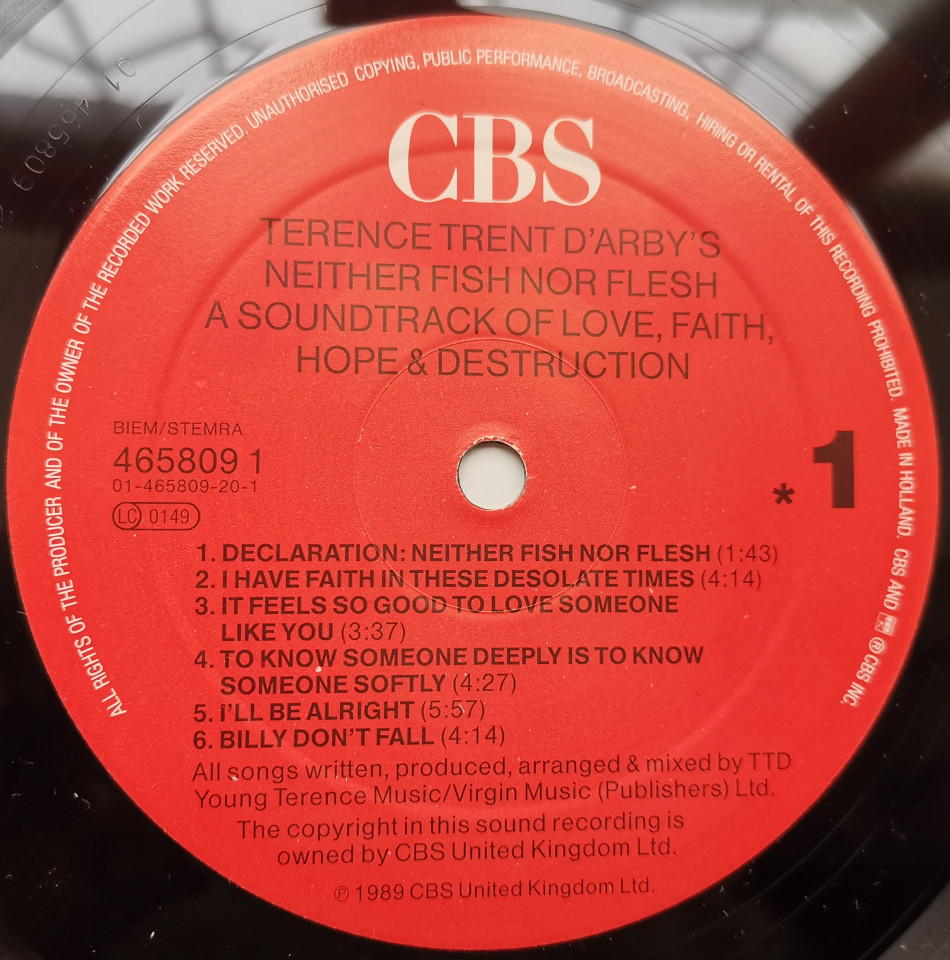 ALL RIGHTS OF THE PRODUCER AND OF THE OWNER OF THE RECORDED WORK RESERVED. UNAUTHORISED COPYING, PUBLIC PERFORMANCE, BROADCASTING, HIRING OR RENTAL OF THIS RECORDING PROHIBITED. MADE IN HOLLAND. CBS AND ℗ CBS INC.
CBS
TERENCE TRENT D'ARBY'S
NEITHER FISH NOR FLESH
A SOUNDTRACK OF LOVE, FAITH,
HOPE & DESTRUCTION
BIEM/STEMRA
465809 1
01-465809-20-1
LC 0149
* 1
1. DECLARATION: NEITHER FISH NOR FLESH (1:43)
2. I HAVE FAITH IN THESE DESOLATE TIMES (4:14)
3. IT FEELS SO GOOD TO LOVE SOMEONE
LIKE YOU (3:37)
4. TO KNOW SOMEONE DEEPLY IS TO KNOW
SOMEONE SOFTLY (4:27)
5. I'LL BE ALRIGHT (5:57)
6. BILLY DON'T FALL (4:14)
All songs written, produced, arranged & mixed by TTD
Young Terence Music/Virgin Music (Publishers) Ltd.
The copyright in this sound recording is
owned by CBS United Kingdom Ltd.
℗ 1989 CBS United Kingdom Ltd.